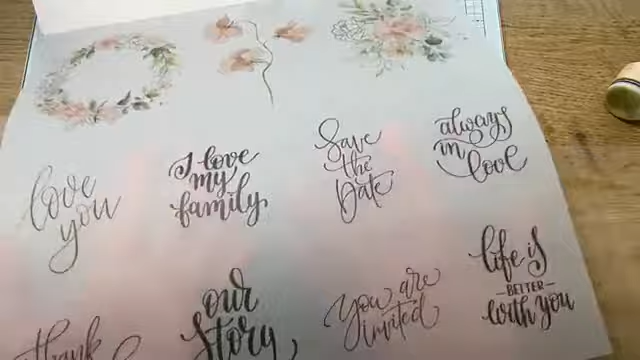 love
you
I love
my
family
Save
the
Date
always
in
love
thank
our
Story
You are
invited
life is
BETTER
with you